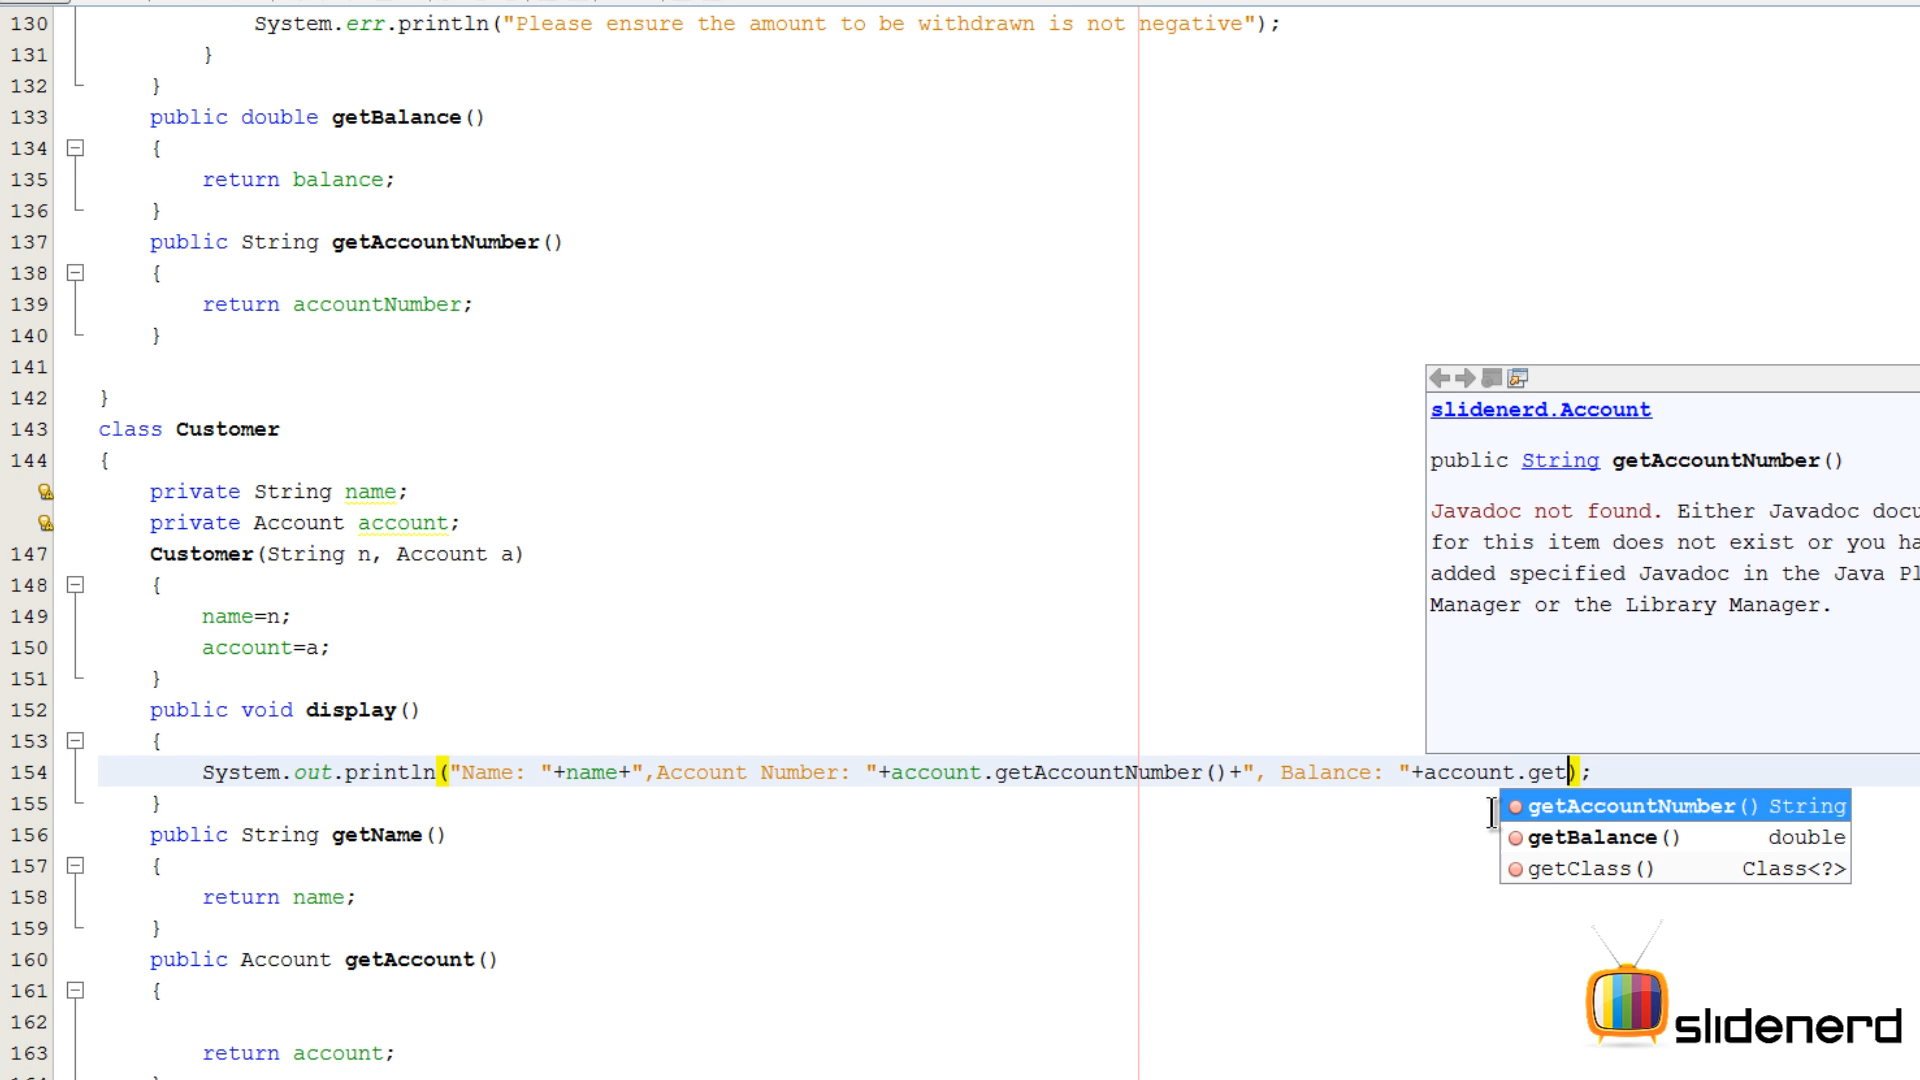 130 System.err.println("Please ensure the amount to be withdrawn is not negative");
131 }
132 }
133 public double getBalance()
134 {
135 return balance;
136 }
137 public String getAccountNumber()
138 {
139 return accountNumber;
140 }
141
142 }
143 class Customer
144 {
private String name;
private Account account;
147 Customer(String n, Account a)
148 {
149 name=n;
150 account=a;
151 }
152 public void display()
153 {
154 System.out.println("Name: "+name+",Account Number: "+account.getAccountNumber()+", Balance: "+account.get);
155 }
156 public String getName()
157 {
158 return name;
159 }
160 public Account getAccount()
161 {
162
163 return account;
slidenerd.Account
public String getAccountNumber()
Javadoc not found. Either Javadoc
for this item does not exist or you
added specified Javadoc in the Java
Manager or the Library Manager.
getAccountNumber() String
getBalance() double
getClass() Class<?>
slidenerd